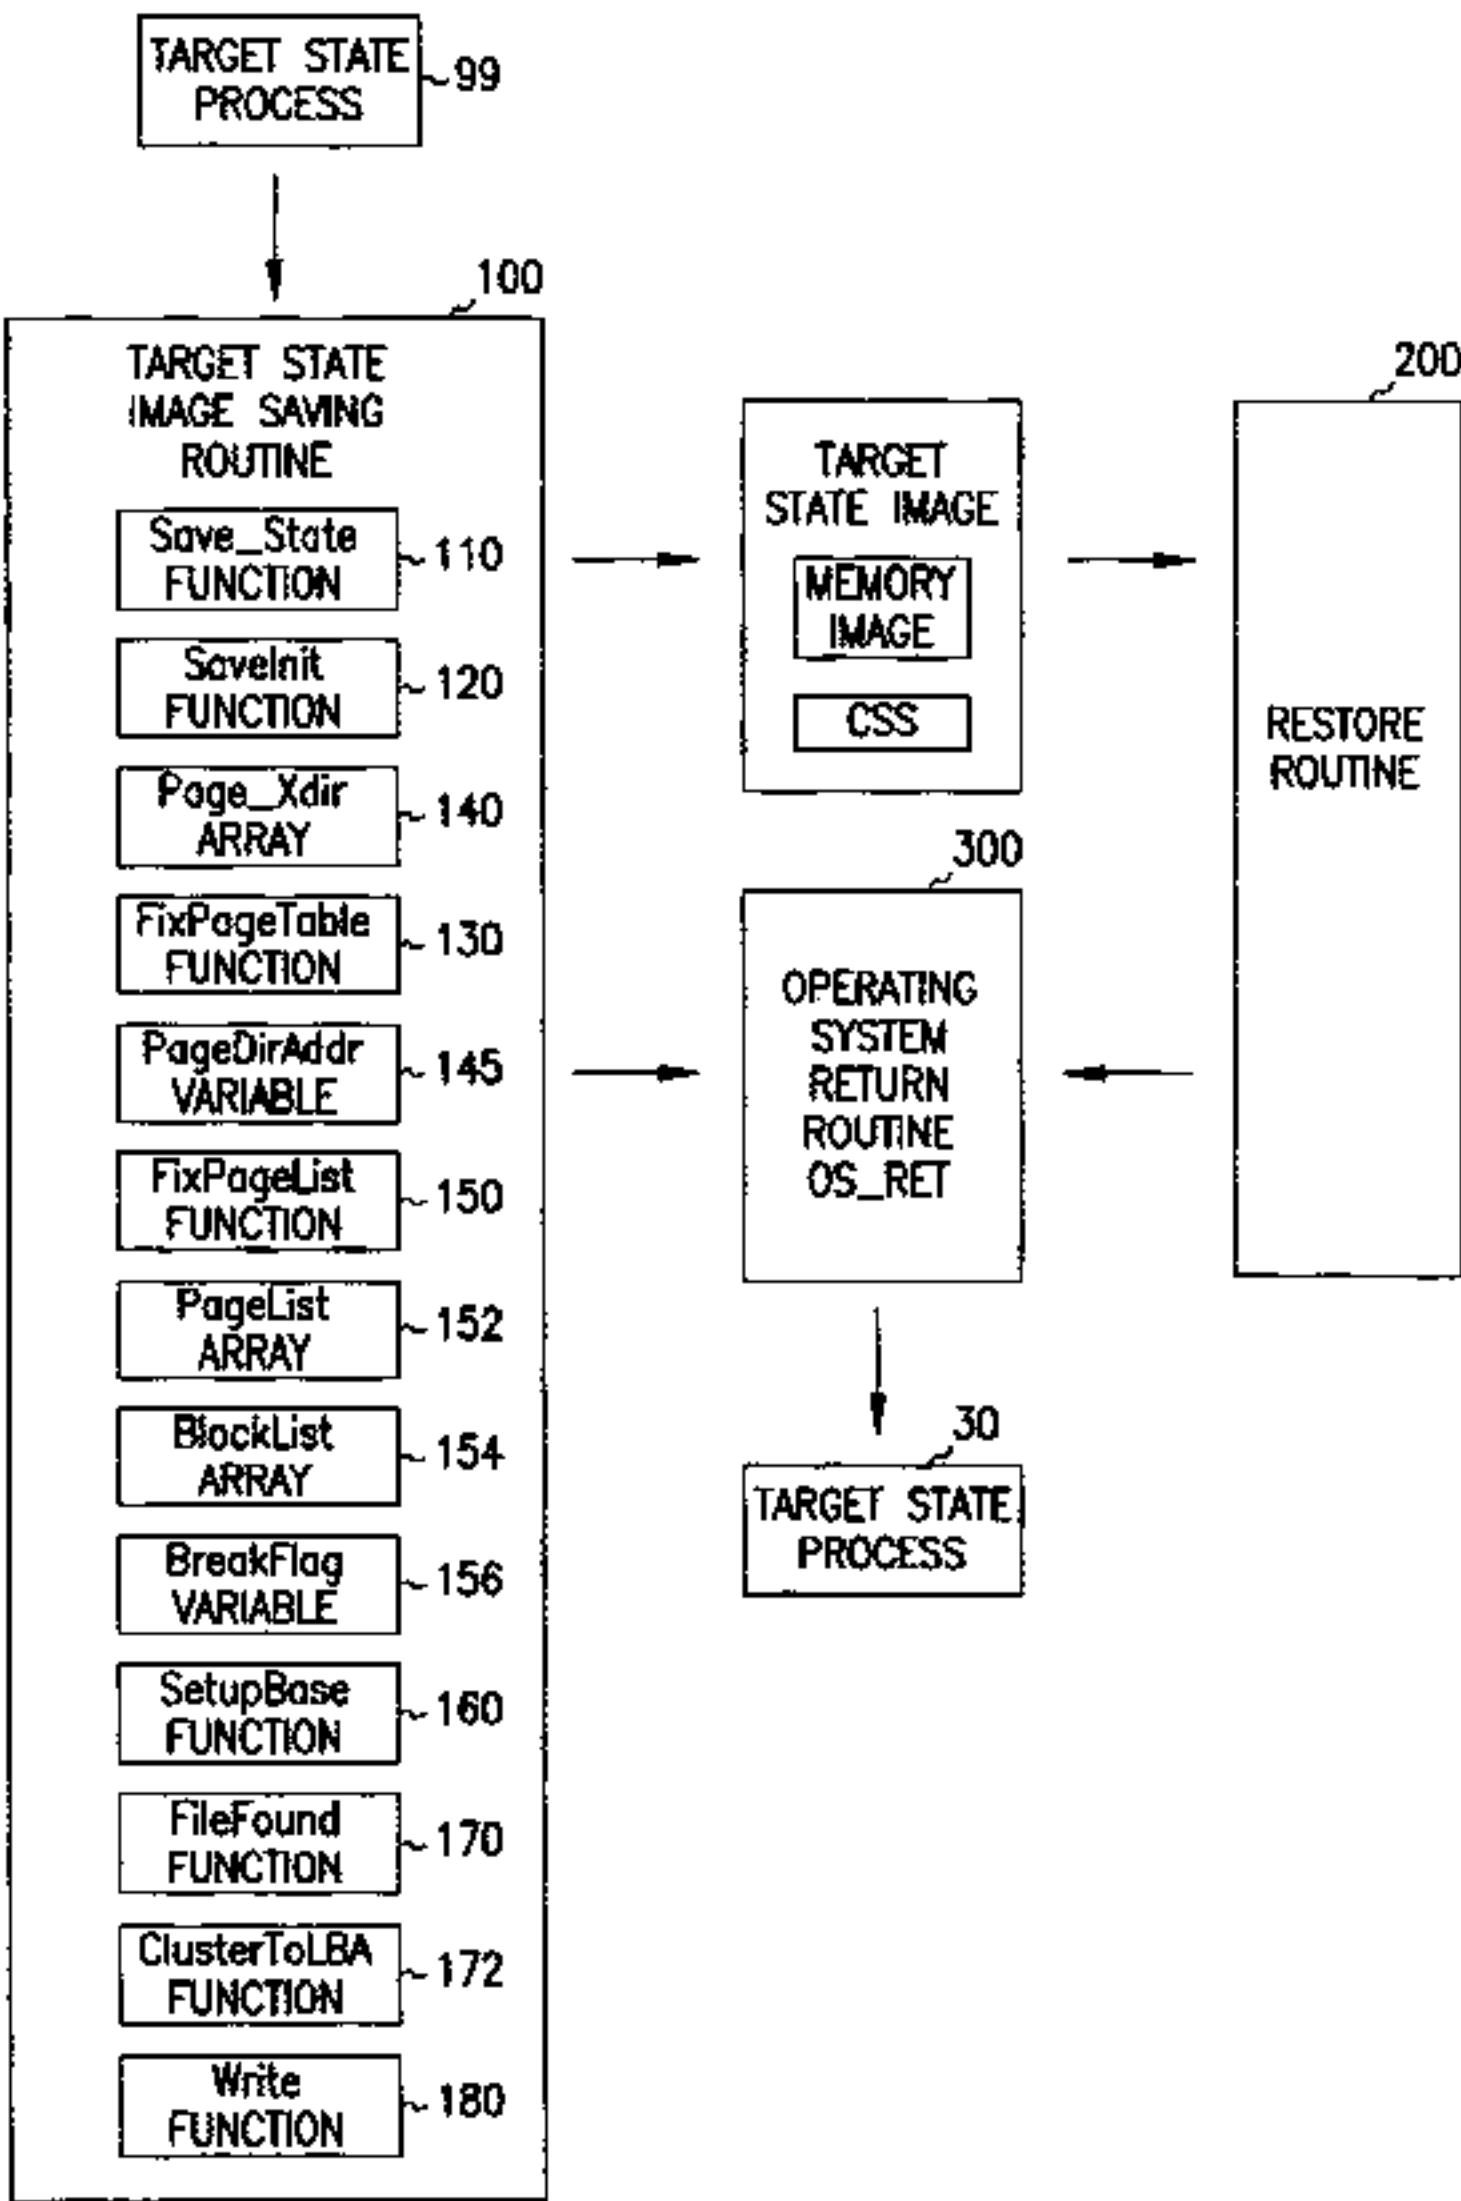 TARGET STATE
PROCESS
99
100
TARGET STATE
IMAGE SAVING
ROUTINE
Save_State
FUNCTION
110
SaveInit
FUNCTION
120
Page_Xdir
ARRAY
140
FixPageTable
FUNCTION
130
PageDirAddr
VARIABLE
145
FixPageList
FUNCTION
150
PageList
ARRAY
152
BlockList
ARRAY
154
BreakFlag
VARIABLE
156
SetupBase
FUNCTION
160
FileFound
FUNCTION
170
ClusterToLBA
FUNCTION
172
Write
FUNCTION
180
TARGET
STATE IMAGE
MEMORY
IMAGE
CSS
300
OPERATING
SYSTEM
RETURN
ROUTINE
OS_RET
30
TARGET STATE
PROCESS
200
RESTORE
ROUTINE